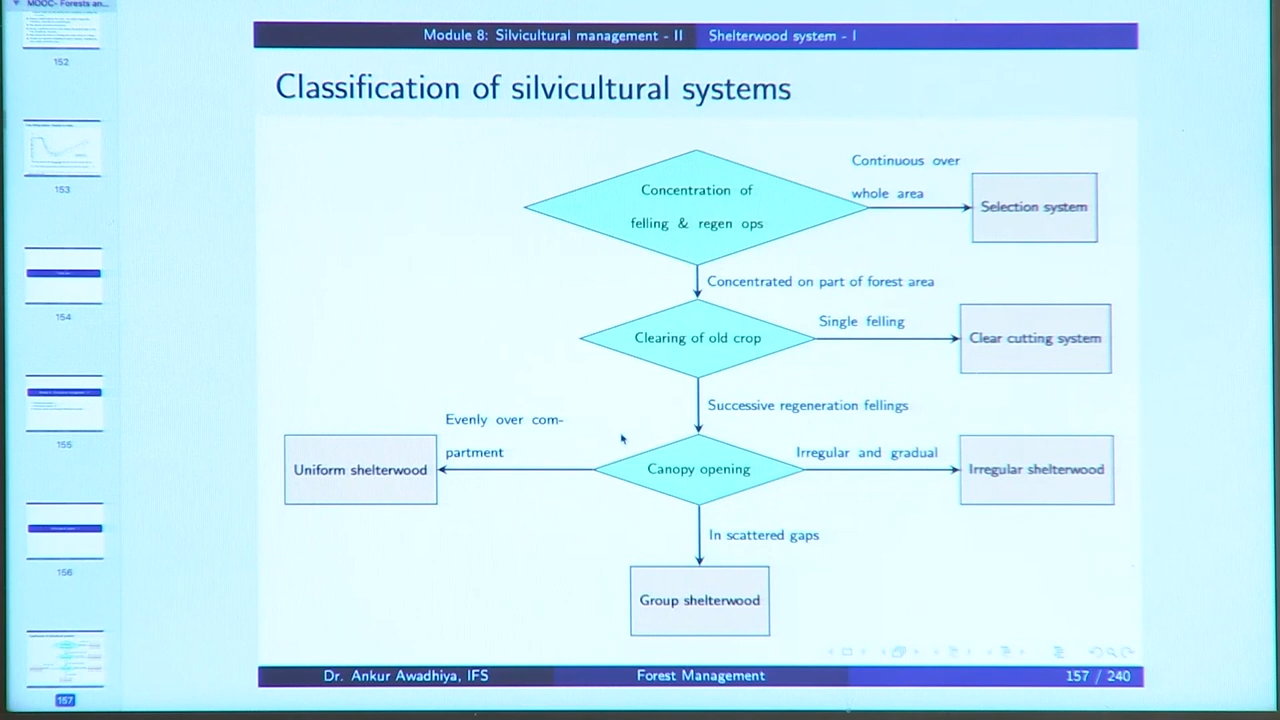 MOOC- Forests an...
152
153
154
155
156
157
Module 8: Silvicultural management - II
Shelterwood system - I
Classification of silvicultural systems
Concentration of
felling & regen ops
Continuous over
whole area
Selection system
Concentrated on part of forest area
Clearing of old crop
Single felling
Clear cutting system
Successive regeneration fellings
Evenly over com-
partment
Uniform shelterwood
Canopy opening
Irregular and gradual
Irregular shelterwood
In scattered gaps
Group shelterwood
Dr. Ankur Awadhiya, IFS
Forest Management
157 / 240